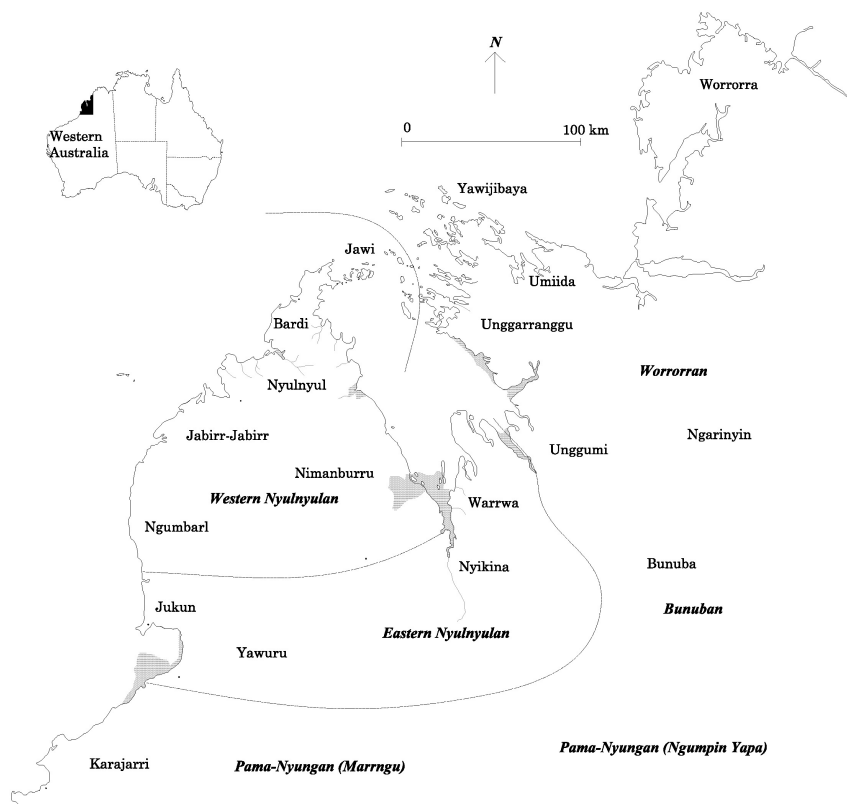 N
Worrorra
0 100 km
Western
Australia
Yawijibaya
Jawi
Umiida
Bardi
Unggarranggu
Worrorran
Nyulnyul
Jabirr-Jabirr
Ngarinyin
Unggumi
Nimanburru
Western Nyulnyulan
Warrwa
Ngumbarl
Bunuba
Nyikina
Jukun
Bunuban
Eastern Nyulnyulan
Yawuru
Pama-Nyungan (Ngumpin Yapa)
Karajarri
Pama-Nyungan (Marrngu)